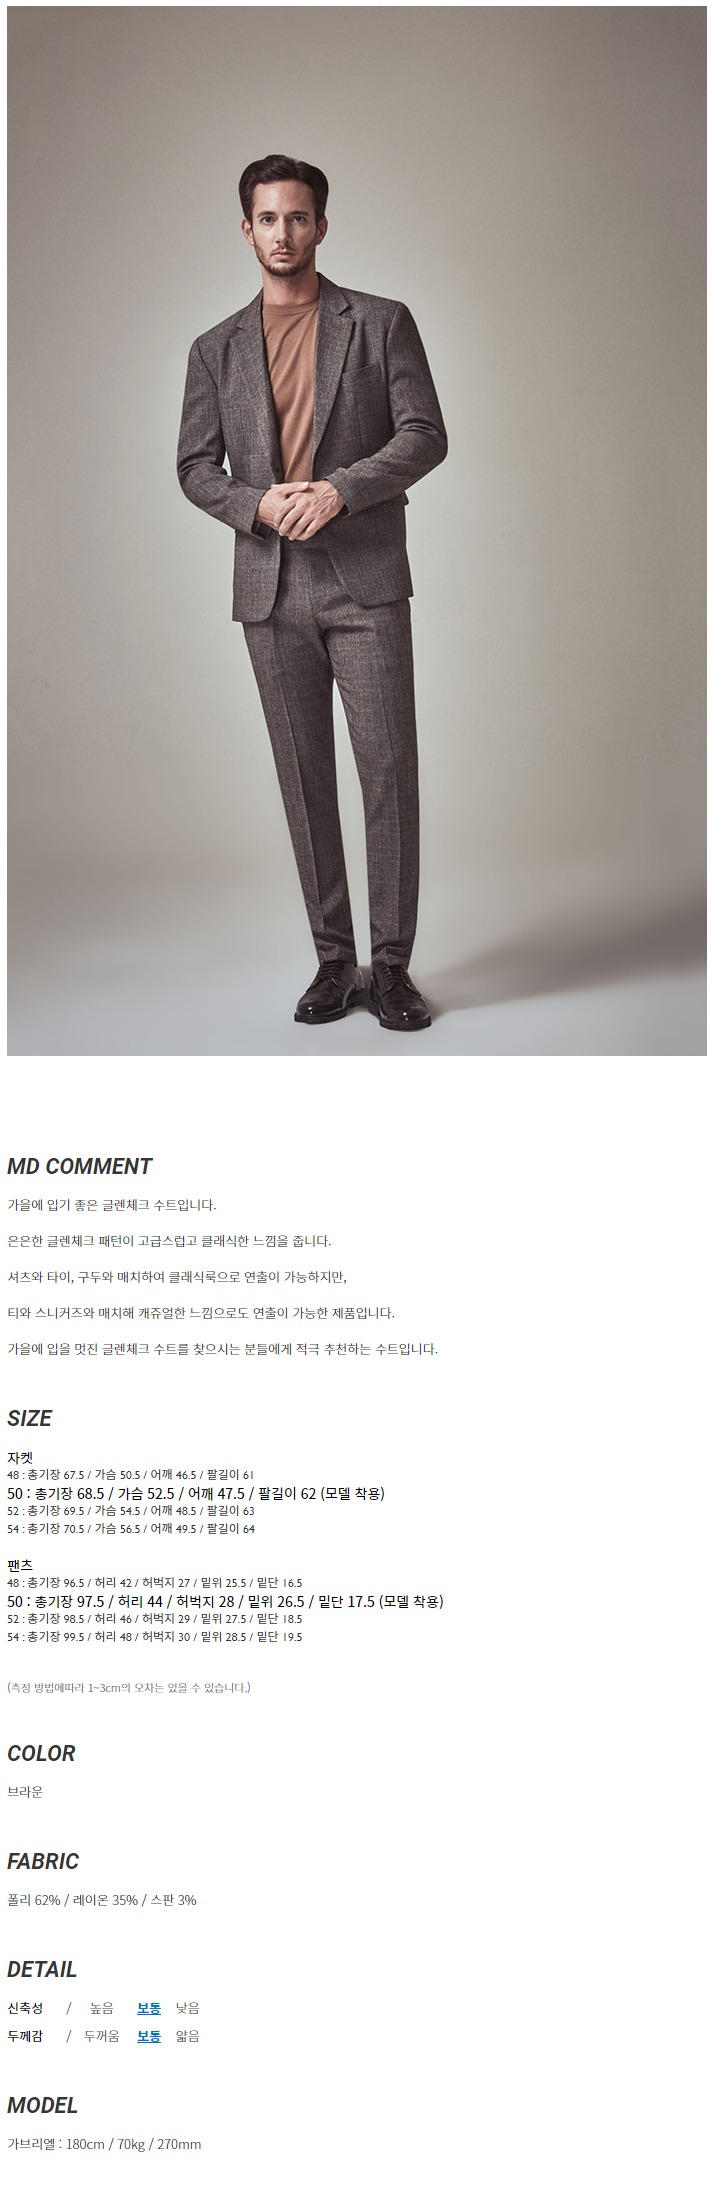 MD COMMENT
가을에 입기 좋은 글렌체크 수트입니다.
은은한 글렌체크 패턴이 고급스럽고 클래식한 느낌을 줍니다.
셔츠와 타이, 구두와 매치하여 클래식룩으로 연출이 가능하지만,
티와 스니커즈와 매치해 캐쥬얼한 느낌으로도 연출이 가능한 제품입니다.
가을에 입을 멋진 글렌체크 수트를 찾으시는 분들에게 적극 추천하는 수트입니다.
SIZE
자켓
48 : 총기장 67.5 / 가슴 50.5 / 어깨 46.5 / 팔길이 61
50 : 총기장 68.5 / 가슴 52.5 / 어깨 47.5 / 팔길이 62 (모델 착용)
52 : 총기장 69.5 / 가슴 54.5 / 어깨 48.5 / 팔길이 63
54 : 총기장 70.5 / 가슴 56.5 / 어깨 49.5 / 팔길이 64
팬츠
48 : 총기장 96.5 / 허리 42 / 허벅지 27 / 밑위 25.5 / 밑단 16.5
50 : 총기장 97.5 / 허리 44 / 허벅지 28 / 밑위 26.5 / 밑단 17.5 (모델 착용)
52 : 총기장 98.5 / 허리 46 / 허벅지 29 / 밑위 27.5 / 밑단 18.5
54 : 총기장 99.5 / 허리 48 / 허벅지 30 / 밑위 28.5 / 밑단 19.5
(측정 방법에따라 1~3cm의 오차는 있을 수 있습니다.)
COLOR
브라운
FABRIC
폴리 62% / 레이온 35% / 스판 3%
DETAIL
신축성 / 높음 보통 낮음
두께감 / 두꺼움 보통 얇음
MODEL
가브리엘 : 180cm / 70kg / 270mm